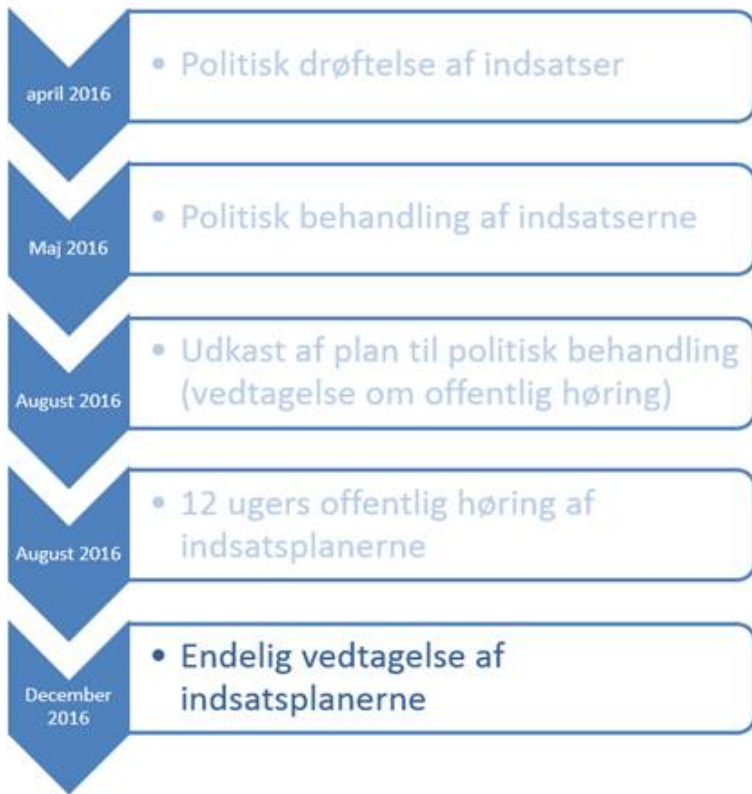 april 2016
• Politisk drøftelse af indsatser
Maj 2016
• Politisk behandling af indsatserne
August 2016
• Udkast af plan til politisk behandling
(vedtagelse om offentlig høring)
August 2016
• 12 ugers offentlig høring af
indsatsplanerne
December
2016
• Endelig vedtagelse af
indsatsplanerne